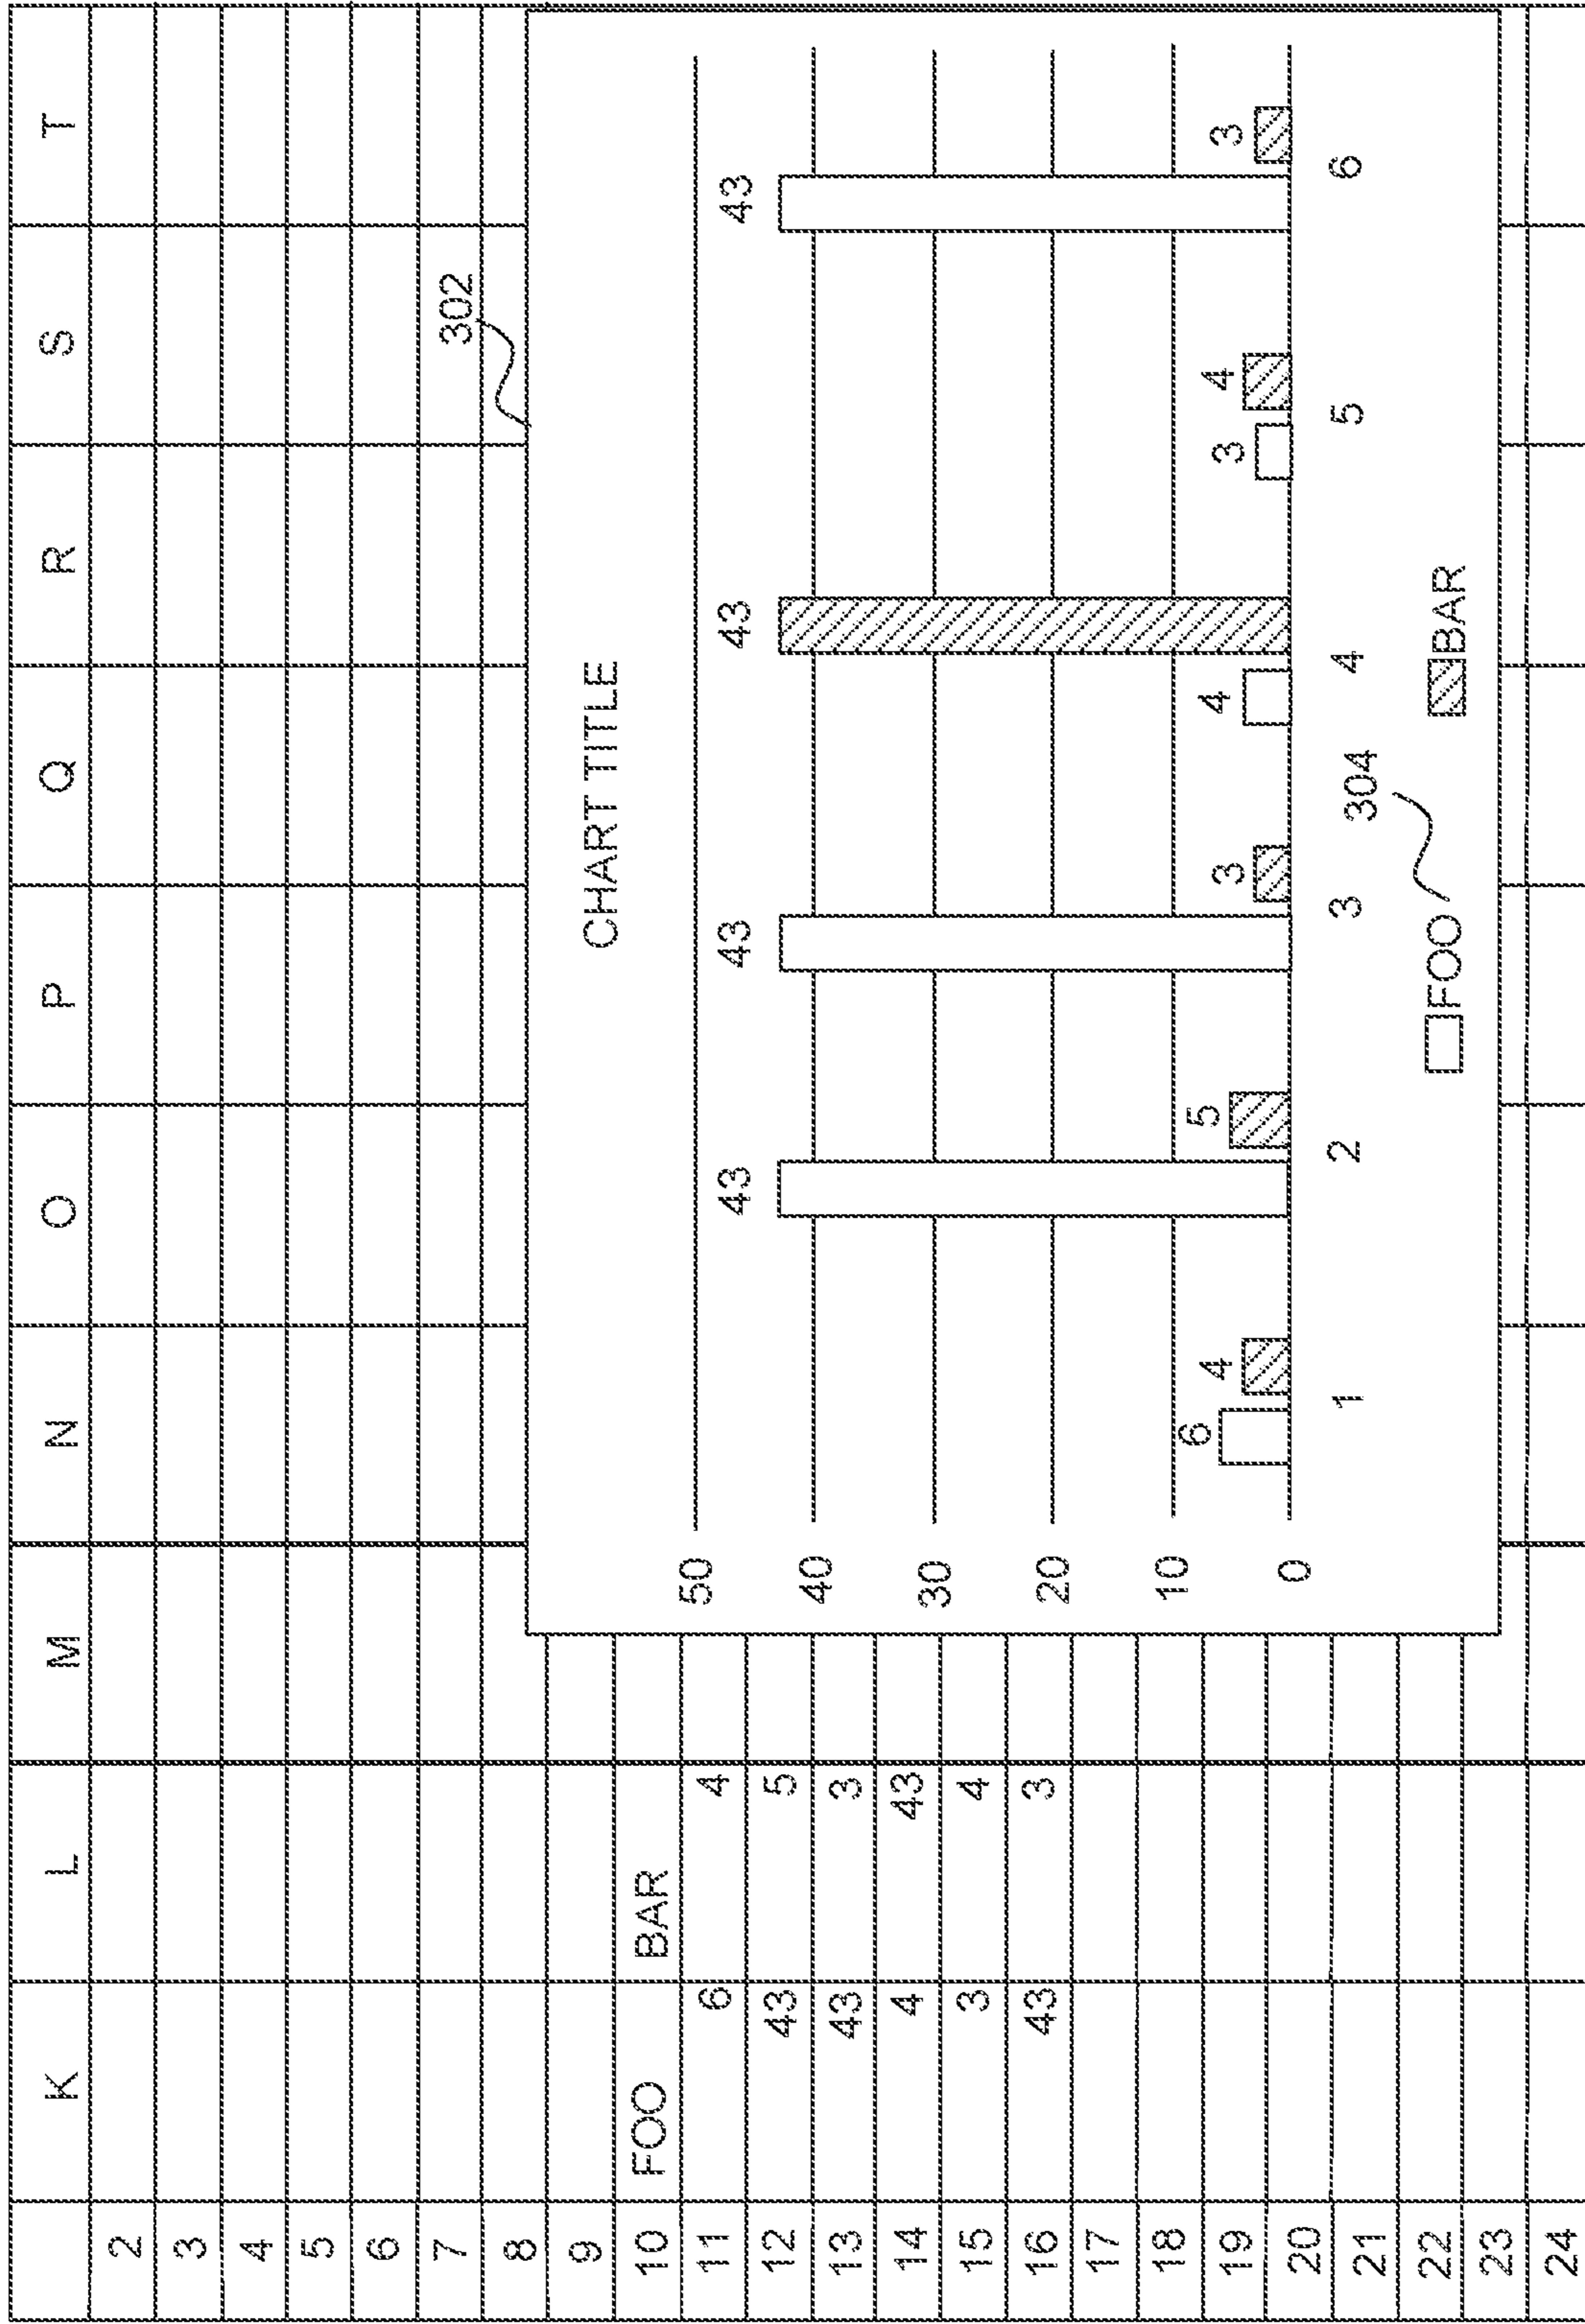 K L M N O P Q R S T
2
3
4
5
6
7
302
8
9
10 FOO BAR
11 6 4
12 43 5
13 43 3
14 4 43
15 3 4
16 43 3
17
18
19
20
21
22
23
24
CHART TITLE
50
43 43 43 43
40
30
20
10
6 4 5 3 4 3 4 3
0
1 2 3 4 5 6
304
FOO BAR